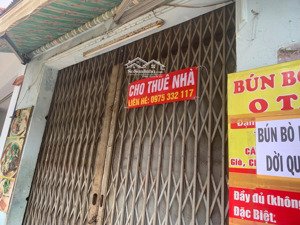 CHO THUÊ NHÀ
LIÊN HỆ: 0975 332 117
BÚN BÒ
O T
BÚN BÒ
DỜI QU
Đầy đủ (không
Đặc Biệt: